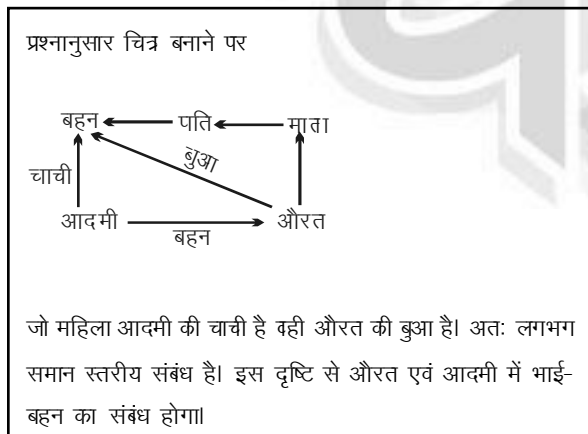 प्रश्नानुसार चित्र बनाने पर
बहन पति माता
बुआ
चाची
आदमी औरत
बहन
जो महिला आदमी की चाची है वही औरत की बुआ है। अत: लगभग
समान स्तरीय संबंध है। इस दृष्टि से औरत एवं आदमी में भाई-
बहन का संबंध होगा।